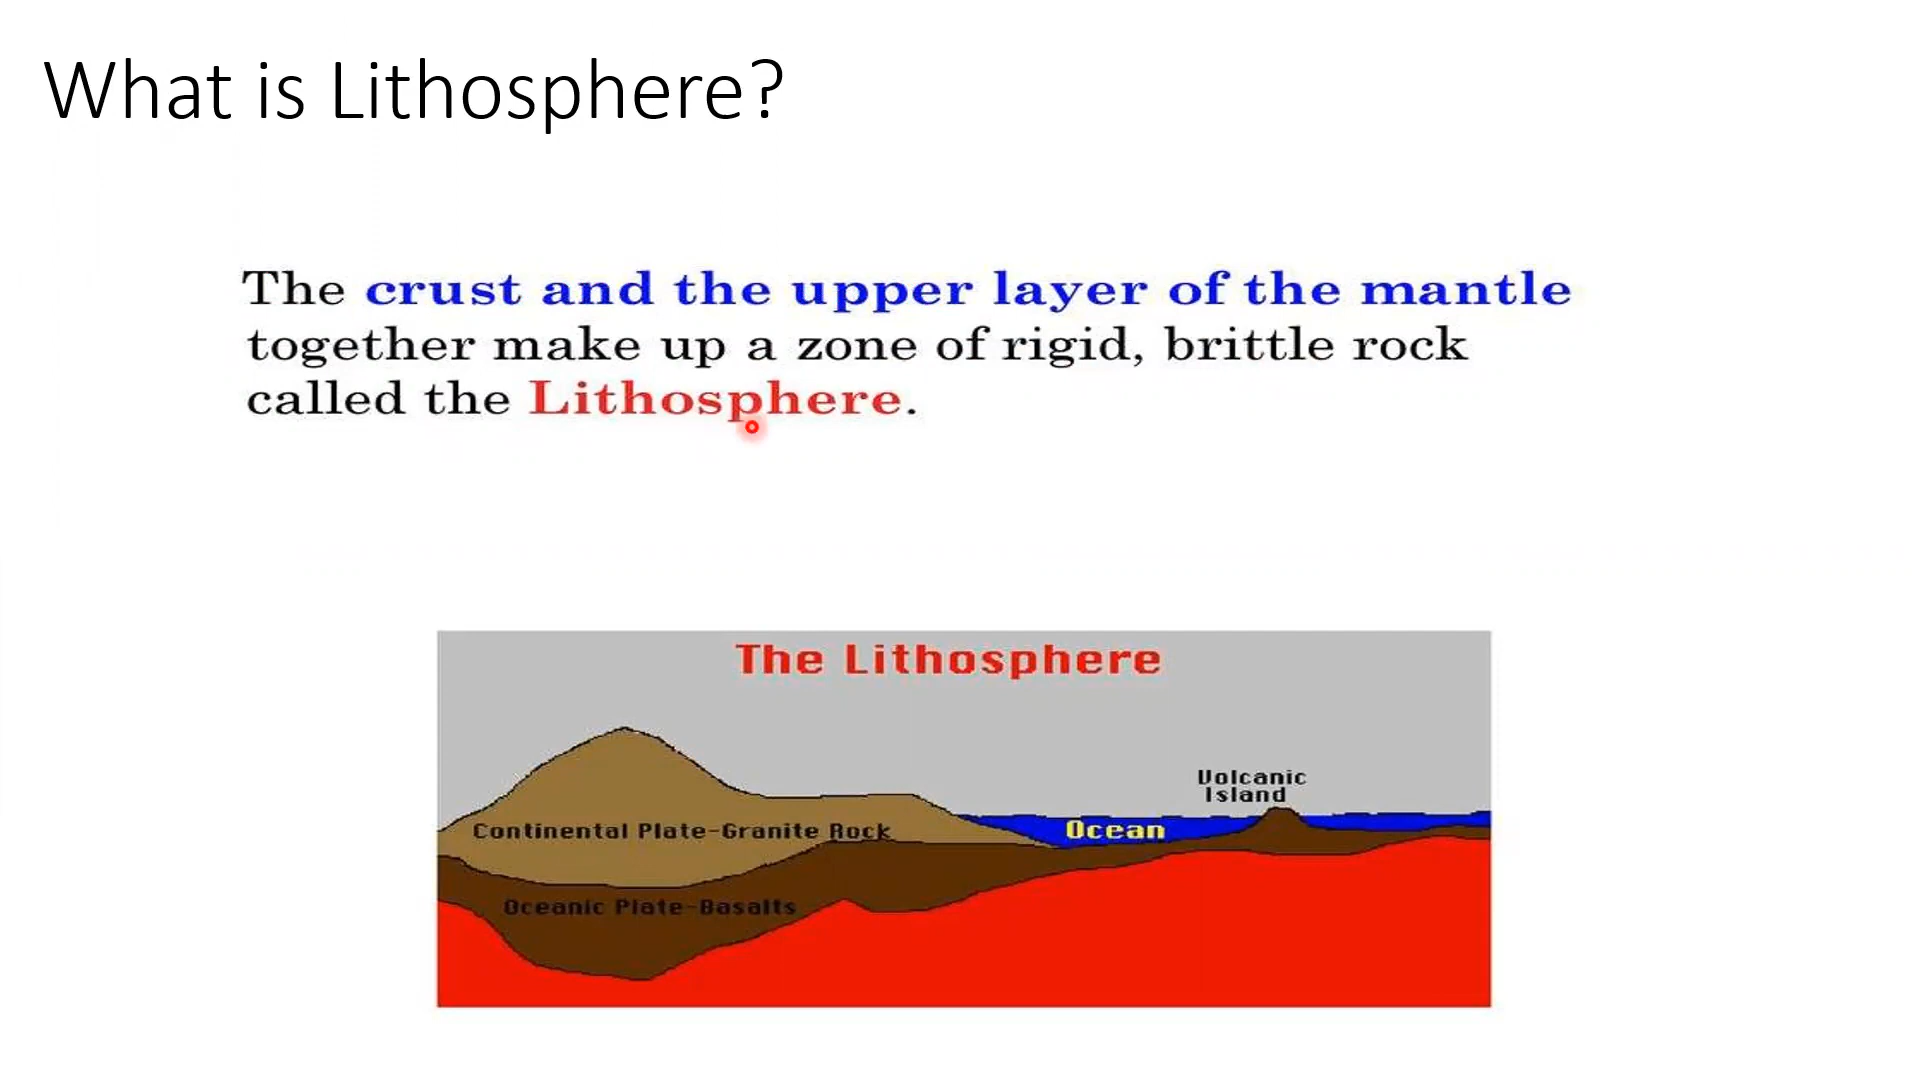 What is Lithosphere?
The crust and the upper layer of the mantle
together make up a zone of rigid, brittle rock
called the Lithosphere.
The Lithosphere
Volcanic
Island
Continental Plate-Granite Rock
Ocean
Oceanic Plate-Basalts